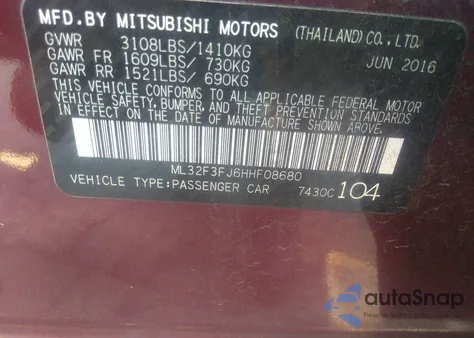 MFD.BY MITSUBISHI MOTORS (THAILAND)CO.,LTD.
GVWR 3108LBS/1410KG JUN 2016
GAWR FR 1609LBS/ 730KG
GAWR RR 1521LBS/ 690KG
THIS VEHICLE CONFORMS TO ALL APPLICABLE FEDERAL MOTOR
VEHICLE SAFETY,BUMPER,AND THEFT PREVENTION STANDARDS
IN EFFECT ON THE DATE OF MANUFACTURE SHOWN ABOVE.
ML32F3FJ6HHF08680
VEHICLE TYPE:PASSENGER CAR 7430C 104
autoSnap